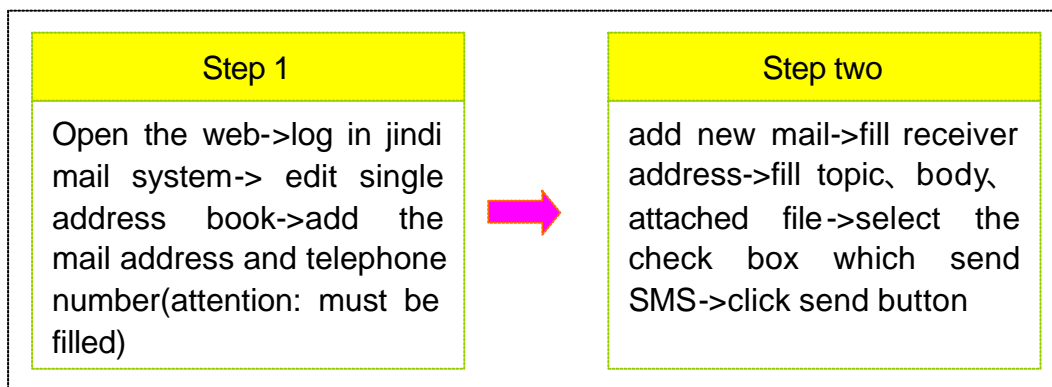 Step 1
Open the web->log in jindi
mail system-> edit single
address book->add the
mail address and telephone
number(attention: must be
filled)
Step two
add new mail->fill receiver
address->fill topic、body、
attached file->select the
check box which send
SMS->click send button